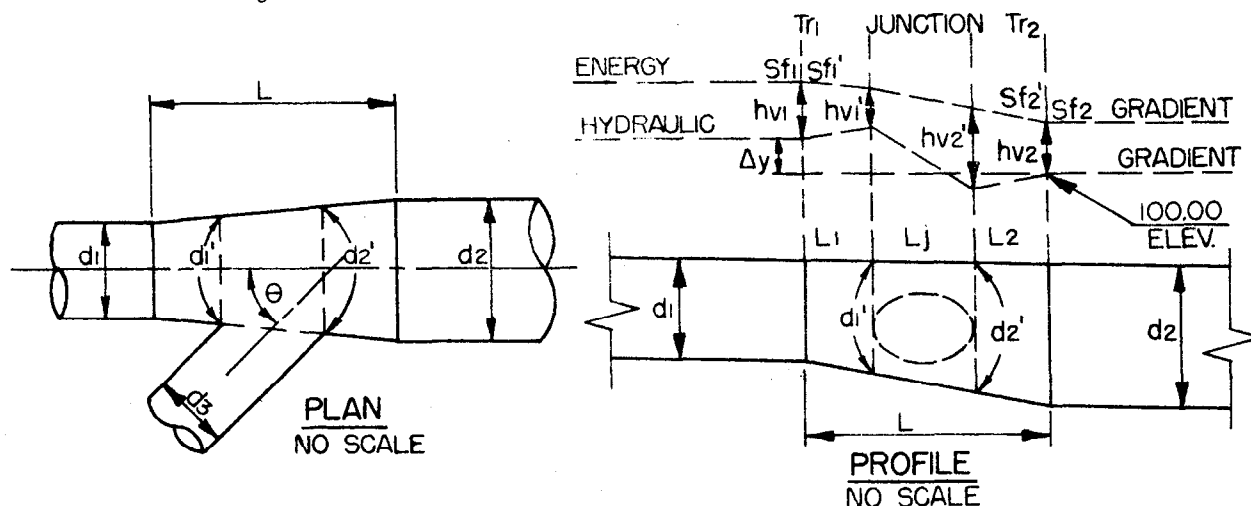 L
d1
d1'
θ
d2'
d2
d3
PLAN
NO SCALE
Tr1 JUNCTION Tr2
ENERGY Sf1 Sf1' Sf2' Sf2 GRADIENT
hv1 hv1' hv2' hv2
HYDRAULIC GRADIENT
Δy
100.00
ELEV.
L1 Lj L2
d1
d1'
d2'
d2
L
PROFILE
NO SCALE